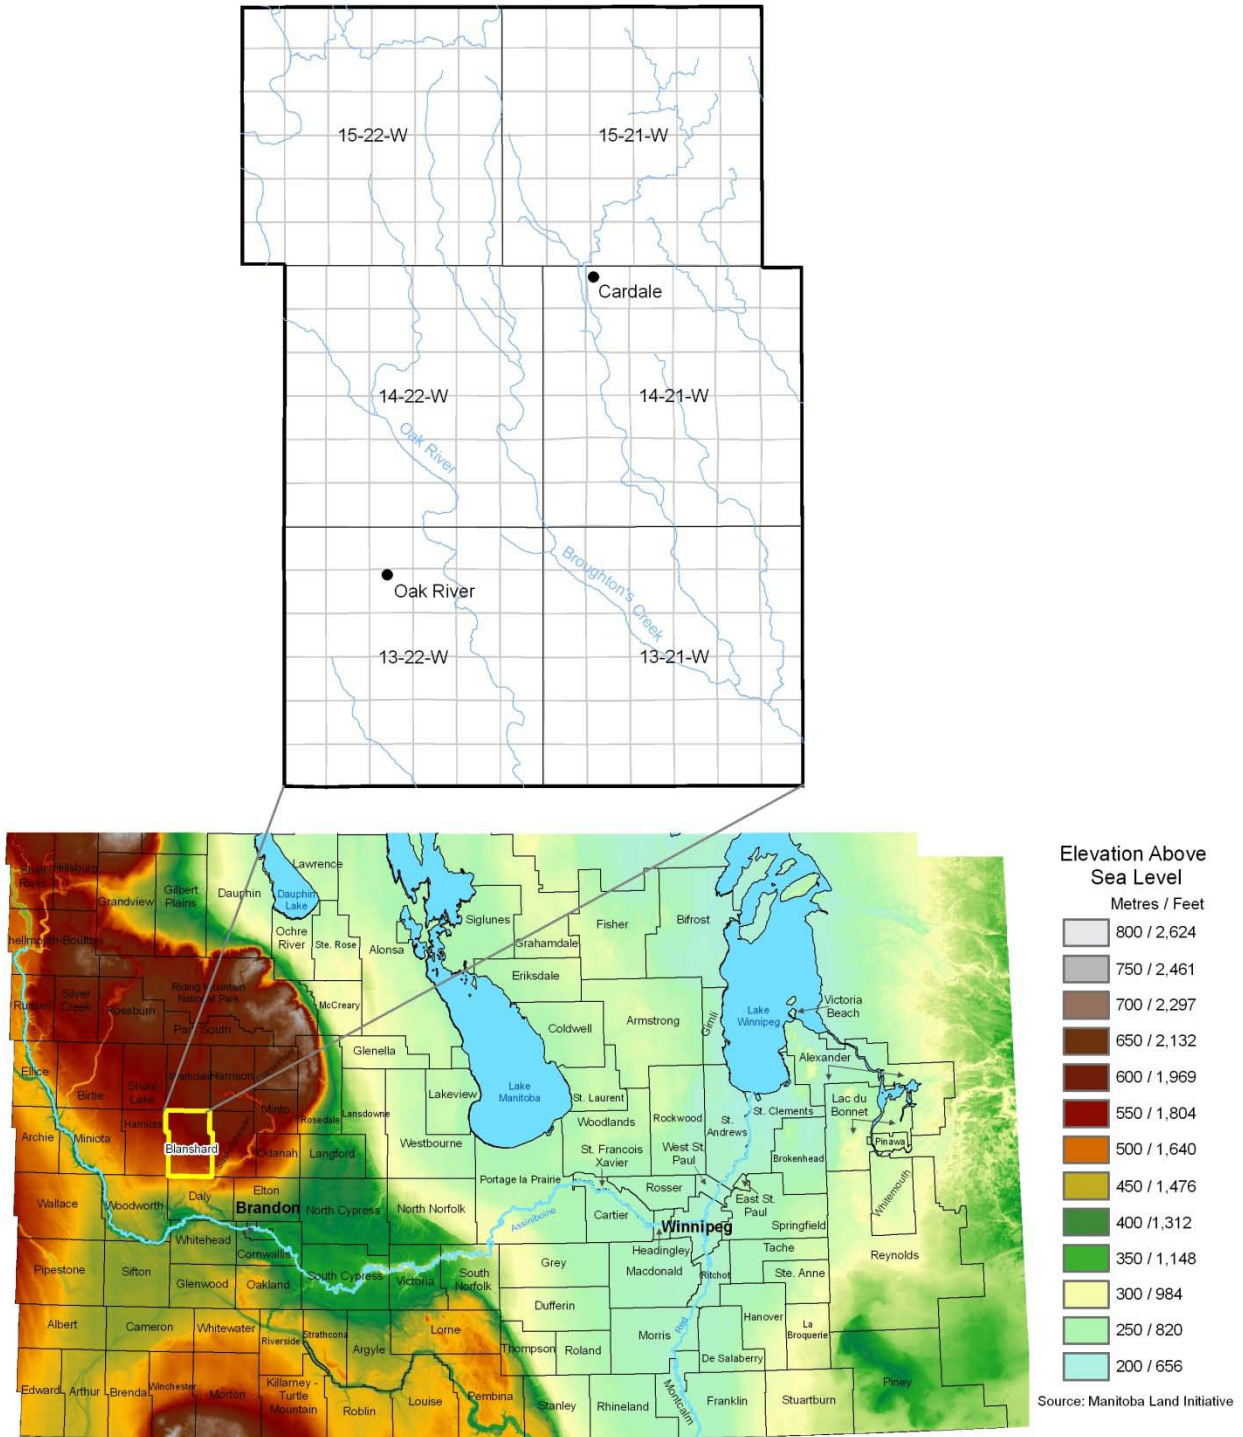 15-22-W
15-21-W
Cardale
14-22-W
14-21-W
Oak River
Broughton's Creek
Oak River
13-22-W
13-21-W
Shell
River
Hillsburg
Grandview
Gilbert
Plains
Dauphin
Lawrence
Dauphin
Lake
Ochre
River
Ste. Rose
Alonsa
Siglunes
Grahamdale
Eriksdale
Fisher
Bifrost
hellmouth-Boulton
Russell
Silver
Creek
Rossburn
Riding Mountain
National Park
Park South
McCreary
Glenella
Coldwell
Armstrong
Gimli
Lake
Winnipeg
Victoria
Beach
Alexander
Lac du
Bonnet
Pinawa
Ellice
Birtle
Shoal
Lake
Strathclair
Harrison
Clanwilliam
Minto
Rosedale
Lansdowne
Lakeview
Lake
Manitoba
St. Laurent
Woodlands
Rockwood
St.
Andrews
St. Clements
Brokenhead
Whitemouth
Archie
Miniota
Hamiota
Blanshard
Saskatchewan
Odanah
Langford
Westbourne
Portage la Prairie
St. Francois
Xavier
West St.
Paul
Rosser
East St.
Paul
Springfield
Reynolds
Wallace
Woodworth
Daly
Elton
Brandon
North Cypress
North Norfolk
Assiniboine
Cartier
Winnipeg
Headingley
Tache
Whitehead
Cornwallis
Pipestone
Sifton
Glenwood
Oakland
South Cypress
Victoria
South
Norfolk
Grey
Macdonald
Ritchot
Ste. Anne
Albert
Cameron
Whitewater
Riverside
Strathcona
Argyle
Lorne
Dufferin
Thompson
Roland
Morris
Red
Hanover
La
Broquerie
De Salaberry
Edward
Arthur
Brenda
Winchester
Morton
Killarney -
Turtle
Mountain
Roblin
Louise
Pembina
Stanley
Rhineland
Montcalm
Franklin
Stuartburn
Piney
Elevation Above
Sea Level
Metres / Feet
800 / 2,624
750 / 2,461
700 / 2,297
650 / 2,132
600 / 1,969
550 / 1,804
500 / 1,640
450 / 1,476
400 /1,312
350 / 1,148
300 / 984
250 / 820
200 / 656
Source: Manitoba Land Initiative